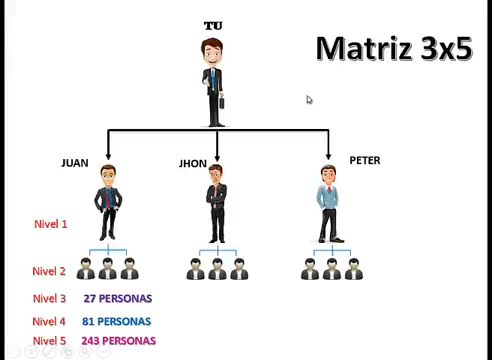 TU
Matriz 3x5
JUAN
JHON
PETER
Nivel 1
Nivel 2
Nivel 3 27 PERSONAS
Nivel 4 81 PERSONAS
Nivel 5 243 PERSONAS